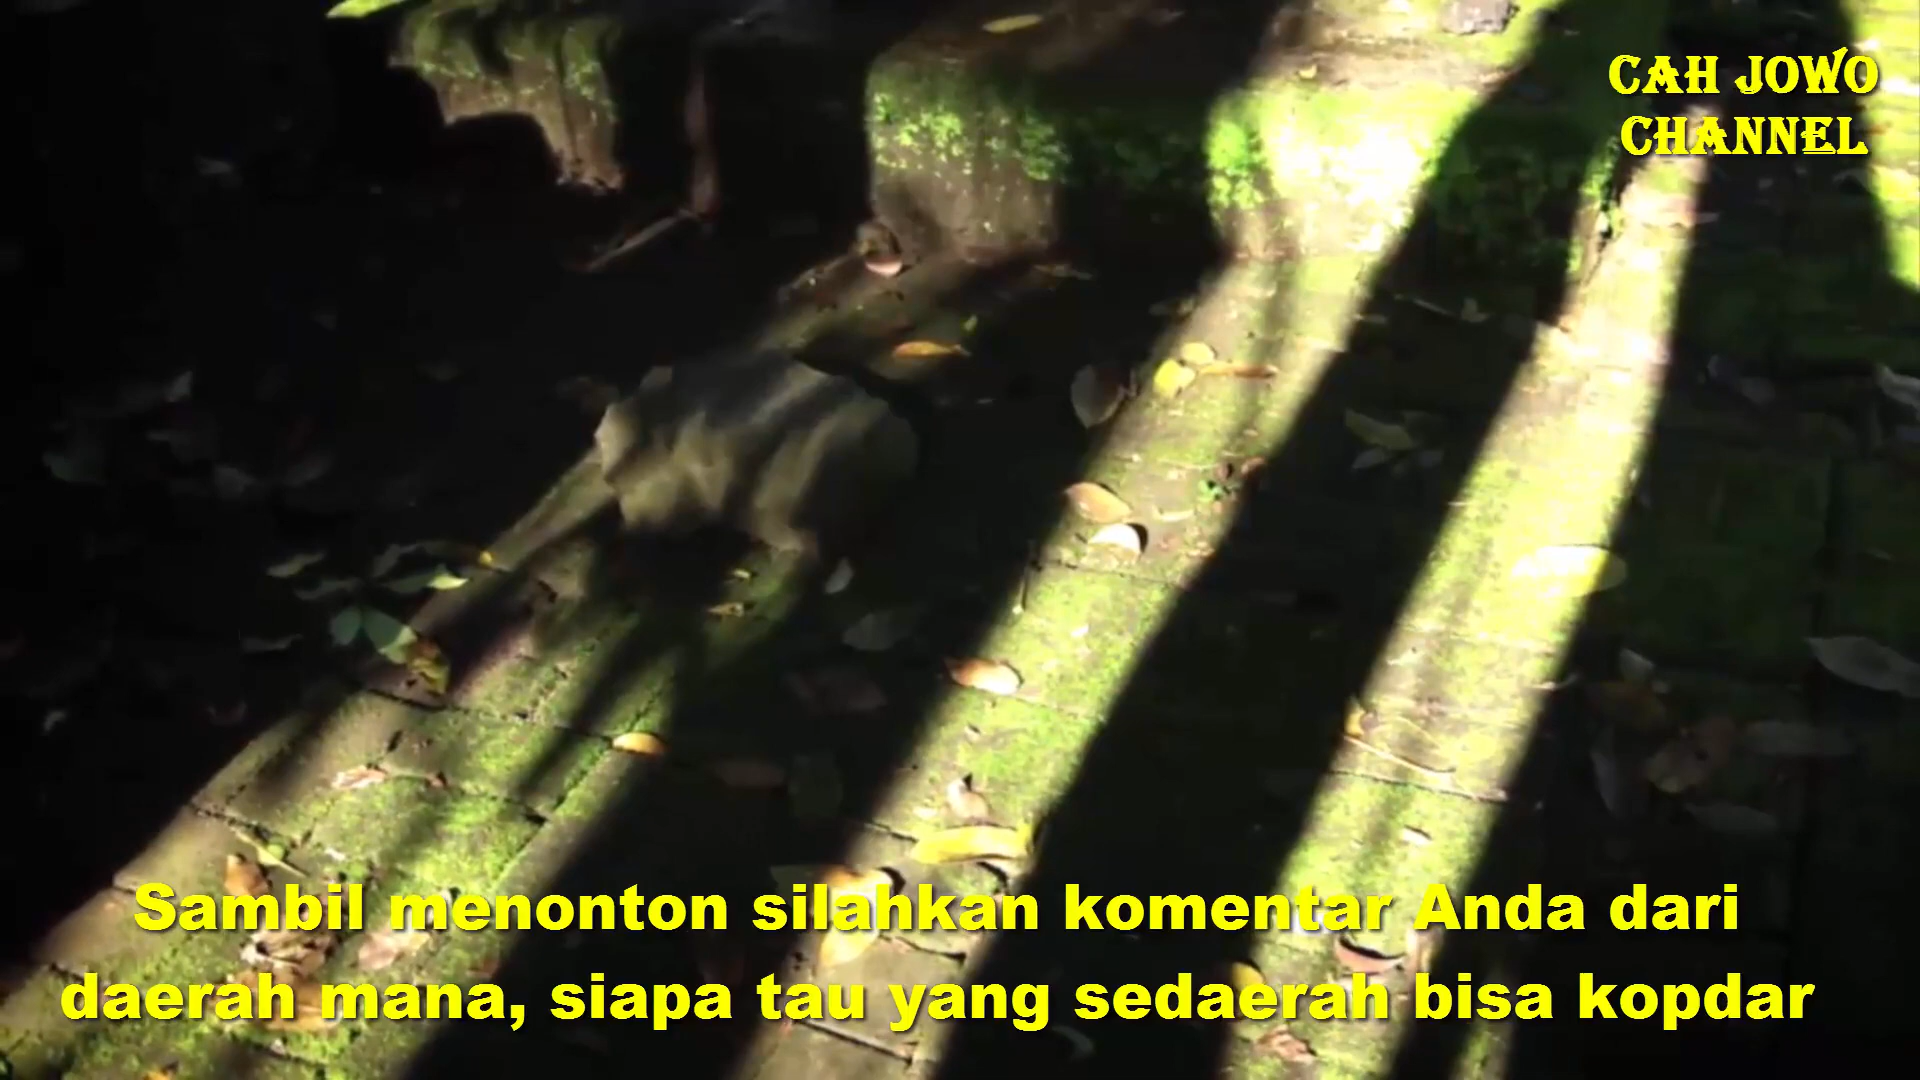 CAH JOWO
CHANNEL
Sambil menonton silahkan komentar Anda dari
daerah mana, siapa tau yang sedaerah bisa kopdar